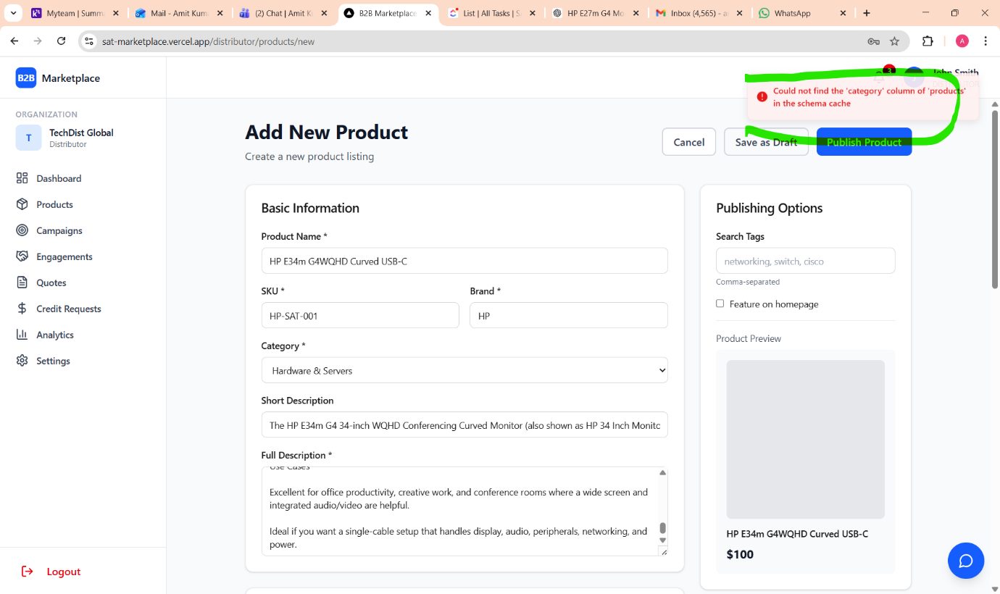 Myteam | Summa
Mail - Amit Kum
(2) Chat | Amit K
B2B Marketplace
List | All Tasks | S
HP E27m G4 Mo
Inbox (4,565) - a
WhatsApp
sat-marketplace.vercel.app/distributor/products/new
A
B2B Marketplace
3
John Smith
Could not find the 'category' column of 'products'
in the schema cache
ORGANIZATION
T
TechDist Global
Distributor
Dashboard
Products
Campaigns
Engagements
Quotes
Credit Requests
Analytics
Settings
Logout
Add New Product
Create a new product listing
Cancel
Save as Draft
Publish Product
Basic Information
Product Name *
HP E34m G4WQHD Curved USB-C
SKU *
Brand *
HP-SAT-001
HP
Category *
Hardware & Servers
Short Description
The HP E34m G4 34-inch WQHD Conferencing Curved Monitor (also shown as HP 34 Inch Monitc
Full Description *
Use Cases
Excellent for office productivity, creative work, and conference rooms where a wide screen and
integrated audio/video are helpful.
Ideal if you want a single-cable setup that handles display, audio, peripherals, networking, and
power.
Publishing Options
Search Tags
networking, switch, cisco
Comma-separated
Feature on homepage
Product Preview
HP E34m G4WQHD Curved USB-C
$100